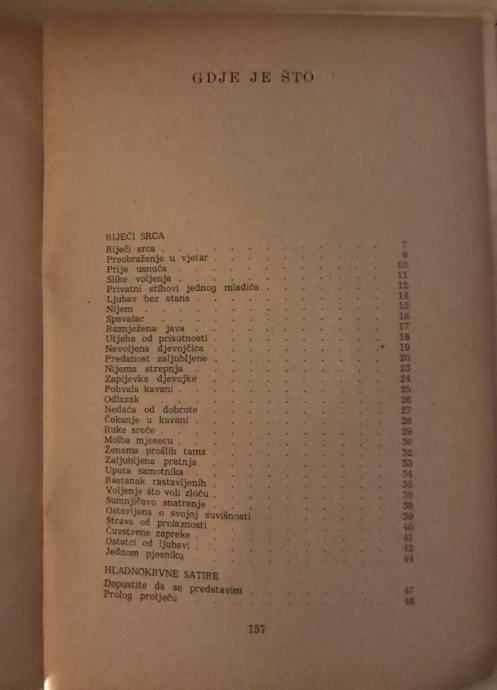 GDJE JE ŠTO
RIJEČI SRCA
Riječi srca . . . . . . . . . . 7
Preobraženje u vjetar . . . . . . . . 9
Prije usnuća . . . . . . . . . . 10
Slike voljenja . . . . . . . . . . 11
Privatni stihovi jednog mladića . . . . . . 12
Ljubav bez stana . . . . . . . . . 14
Nijem . . . . . . . . . . . 15
Spavalac . . . . . . . . . . 16
Raznježena java . . . . . . . . . 17
Utjeha od prisutnosti . . . . . . . . 18
Nevoljena djevojčica . . . . . . . . 19
Predanost zaljubljene . . . . . . . . 20
Nijema strepnja . . . . . . . . . 23
Zapijevka djevojke . . . . . . . . . 24
Pohvala kavani . . . . . . . . . . 25
Odlazak . . . . . . . . . . 26
Nedaća od dobrote . . . . . . . . 27
Čekanje u kavani . . . . . . . . . 28
Ruke sreće . . . . . . . . . . 29
Molba mjesecu . . . . . . . . . . 30
Ženama prošlih tama . . . . . . . . 32
Zaljubljena pratnja . . . . . . . . . 33
Uputa samotnika . . . . . . . . . 34
Rastanak rastavljenih . . . . . . . . 35
Voljenje što voli zloću . . . . . . . . 36
Sumnjičavo snatrenje . . . . . . . . 38
Ostavljena o svojoj suvišnosti . . . . . . 39
Strava od prolaznosti . . . . . . . . 40
Čuvstvene zapreke . . . . . . . . . 41
Ostatci od ljubavi . . . . . . . . . 42
Jednom pjesniku . . . . . . . . . 44
HLADNOKRVNE SATIRE
Dopustite da se predstavim . . . . . . . 47
Prolog proljeću . . . . . . . . . 48
157